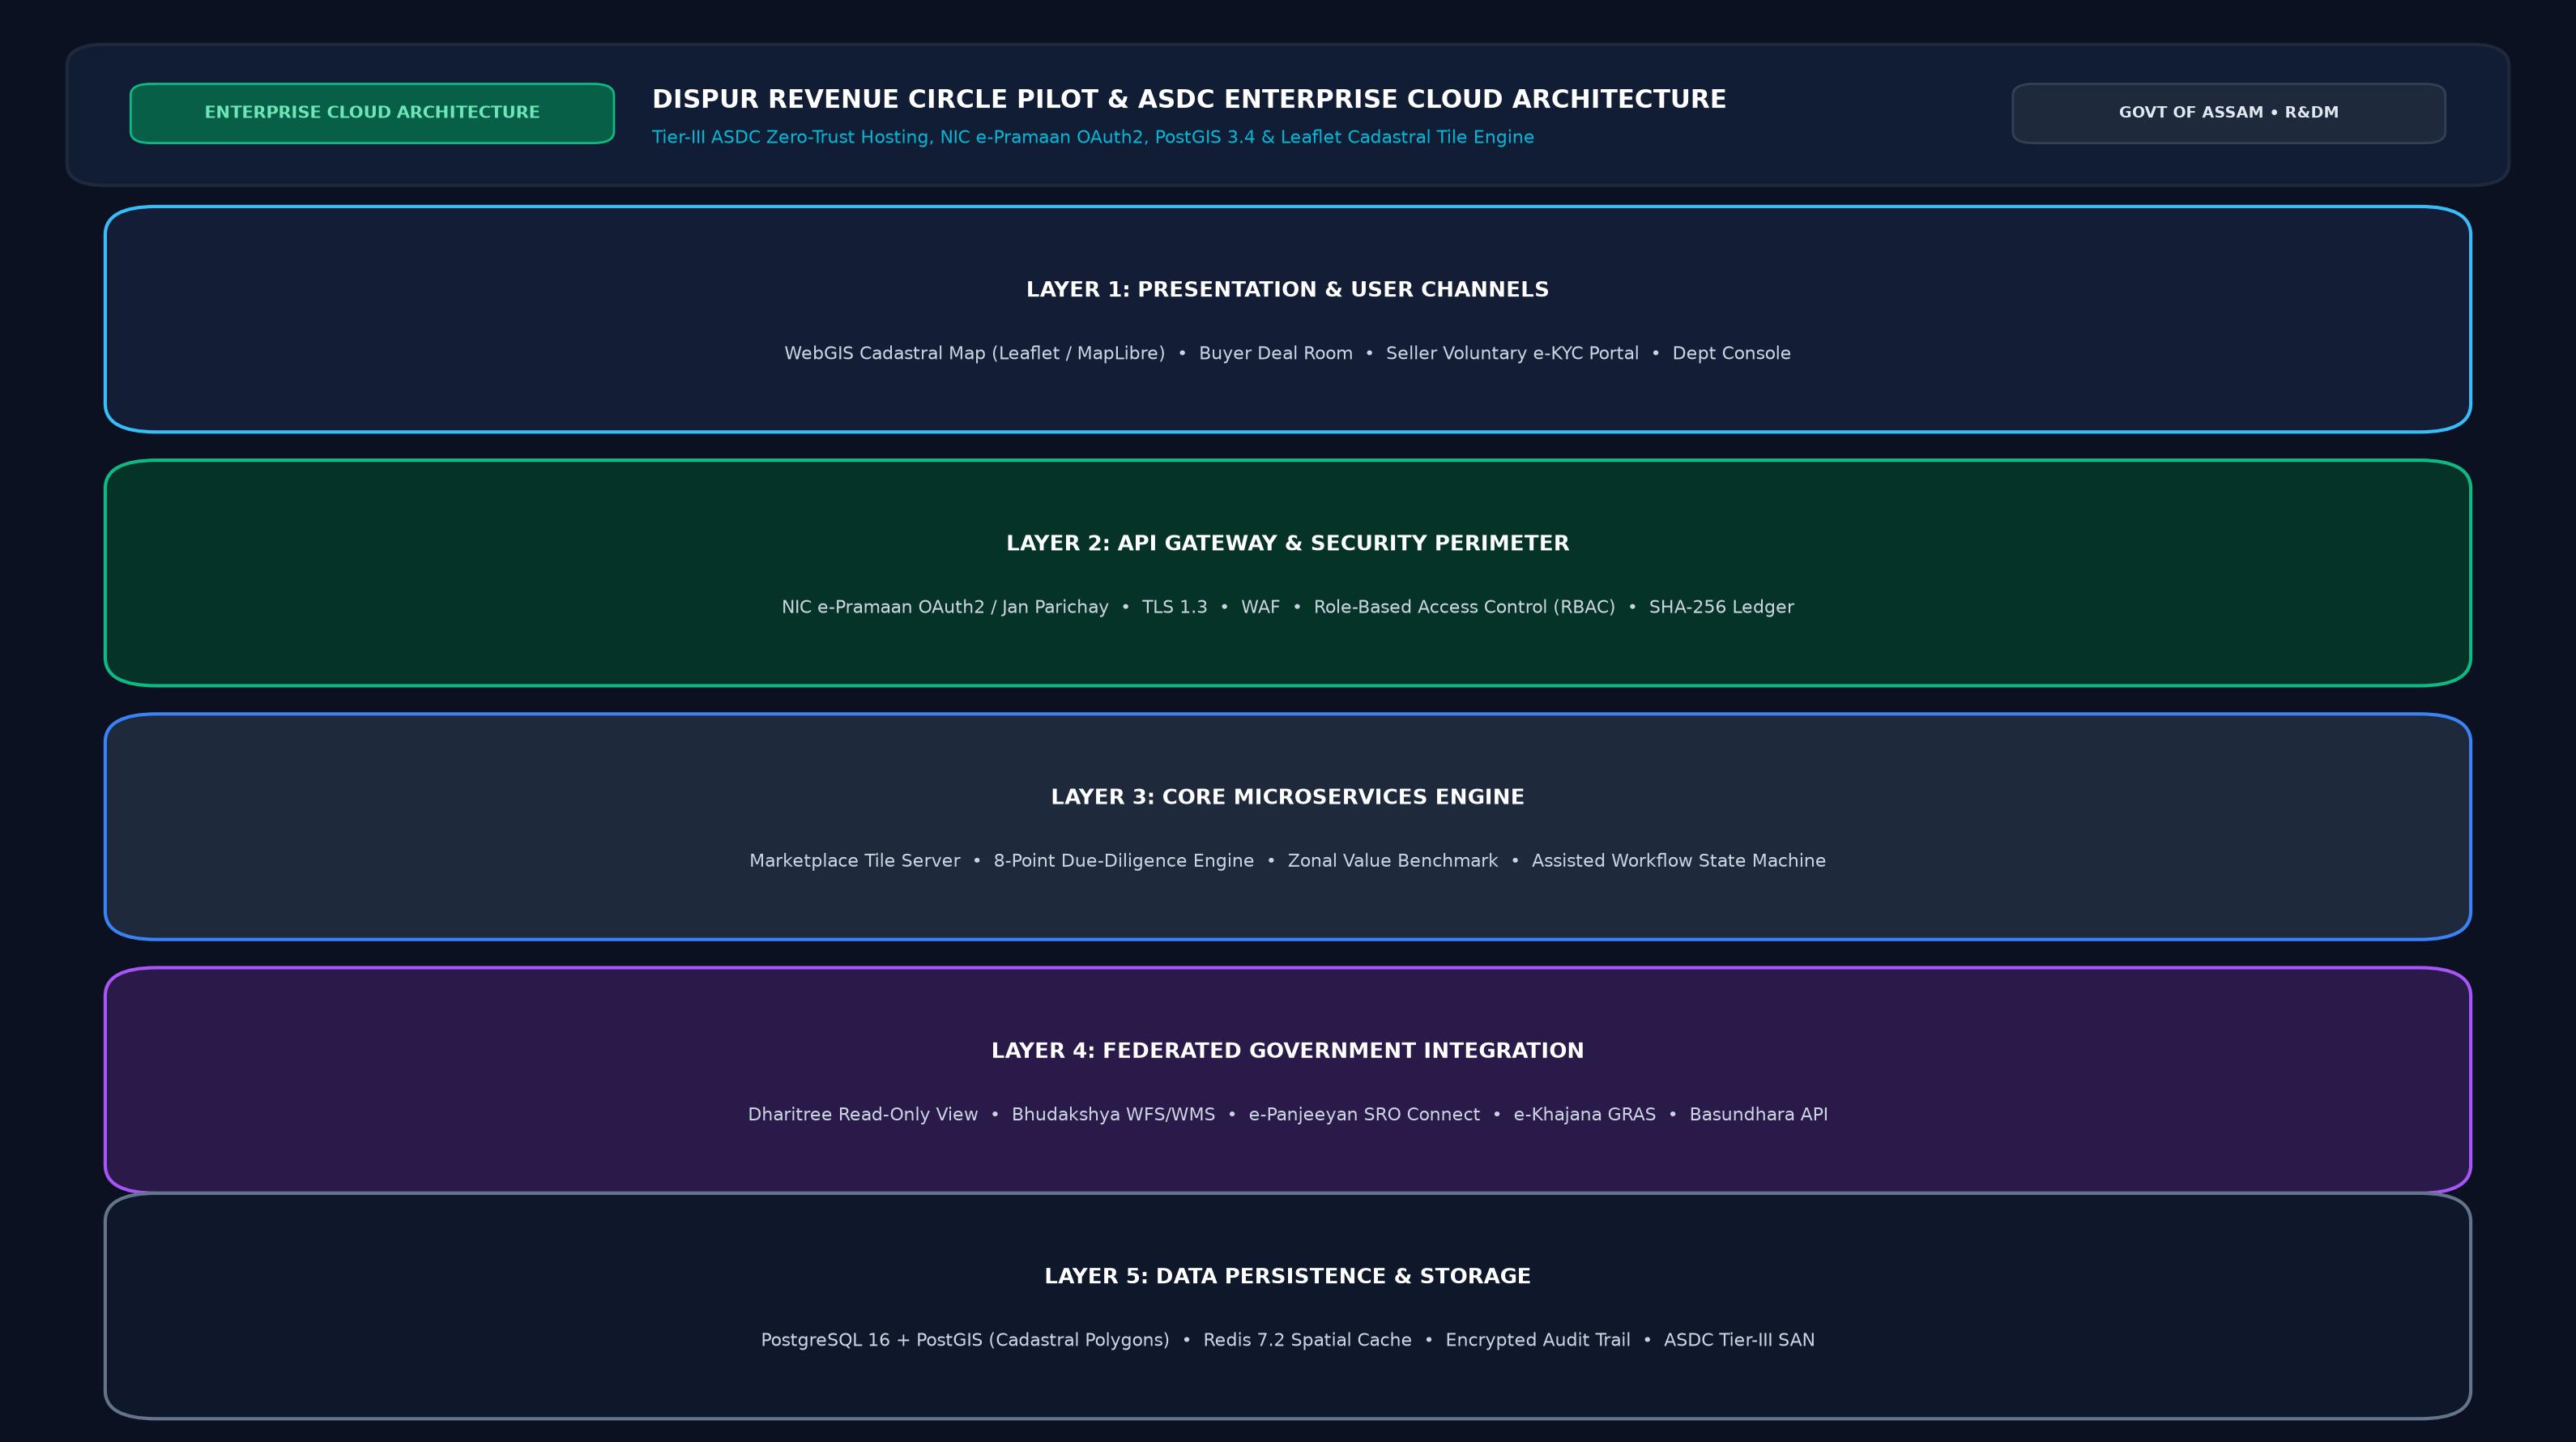 ENTERPRISE CLOUD ARCHITECTURE
DISPUR REVENUE CIRCLE PILOT & ASDC ENTERPRISE CLOUD ARCHITECTURE
Tier-III ASDC Zero-Trust Hosting, NIC e-Pramaan OAuth2, PostGIS 3.4 & Leaflet Cadastral Tile Engine
GOVT OF ASSAM • R&DM
LAYER 1: PRESENTATION & USER CHANNELS
WebGIS Cadastral Map (Leaflet / MapLibre) • Buyer Deal Room • Seller Voluntary e-KYC Portal • Dept Console
LAYER 2: API GATEWAY & SECURITY PERIMETER
NIC e-Pramaan OAuth2 / Jan Parichay • TLS 1.3 • WAF • Role-Based Access Control (RBAC) • SHA-256 Ledger
LAYER 3: CORE MICROSERVICES ENGINE
Marketplace Tile Server • 8-Point Due-Diligence Engine • Zonal Value Benchmark • Assisted Workflow State Machine
LAYER 4: FEDERATED GOVERNMENT INTEGRATION
Dharitree Read-Only View • Bhudakshya WFS/WMS • e-Panjeeyan SRO Connect • e-Khajana GRAS • Basundhara API
LAYER 5: DATA PERSISTENCE & STORAGE
PostgreSQL 16 + PostGIS (Cadastral Polygons) • Redis 7.2 Spatial Cache • Encrypted Audit Trail • ASDC Tier-III SAN